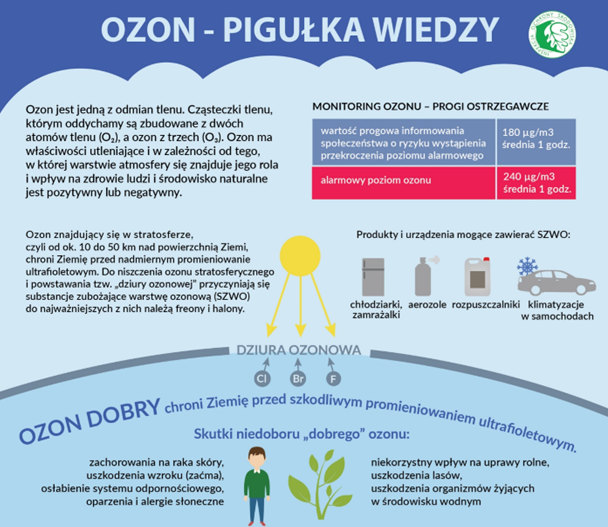 OZON - PIGUŁKA WIEDZY
Ozon jest jedną z odmian tlenu. Cząsteczki tlenu,
którym oddychamy są zbudowane z dwóch
atomów tlenu (O₂), a ozon z trzech (O₃). Ozon ma
właściwości utleniające i w zależności od tego,
w której warstwie atmosfery się znajduje jego rola
i wpływ na zdrowie ludzi i środowisko naturalne
jest pozytywny lub negatywny.
MONITORING OZONU – PROGI OSTRZEGAWCZE
wartość progowa informowania
społeczeństwa o ryzyku wystąpienia
przekroczenia poziomu alarmowego
180 µg/m3
średnia 1 godz.
alarmowy poziom ozonu
240 µg/m3
średnia 1 godz.
Ozon znajdujący się w stratosferze,
czyli od ok. 10 do 50 km nad powierzchnią Ziemi,
chroni Ziemię przed nadmiernym promieniowanie
ultrafioletowym. Do niszczenia ozonu stratosferycznego
i powstawania tzw. „dziury ozonowej” przyczyniają się
substancje zubożające warstwę ozonową (SZWO)
do najważniejszych z nich należą freony i halony.
Produkty i urządzenia mogące zawierać SZWO:
chłodziarki,
zamrażalki
aerozole
rozpuszczalniki
klimatyzacje
w samochodach
DZIURA OZONOWA
Cl Br F
OZON DOBRY chroni Ziemię przed szkodliwym promieniowaniem ultrafioletowym.
Skutki niedoboru „dobrego” ozonu:
zachorowania na raka skóry,
uszkodzenia wzroku (zaćma),
osłabienie systemu odpornościowego,
oparzenia i alergie słoneczne
niekorzystny wpływ na uprawy rolne,
uszkodzenia lasów,
uszkodzenia organizmów żyjących
w środowisku wodnym